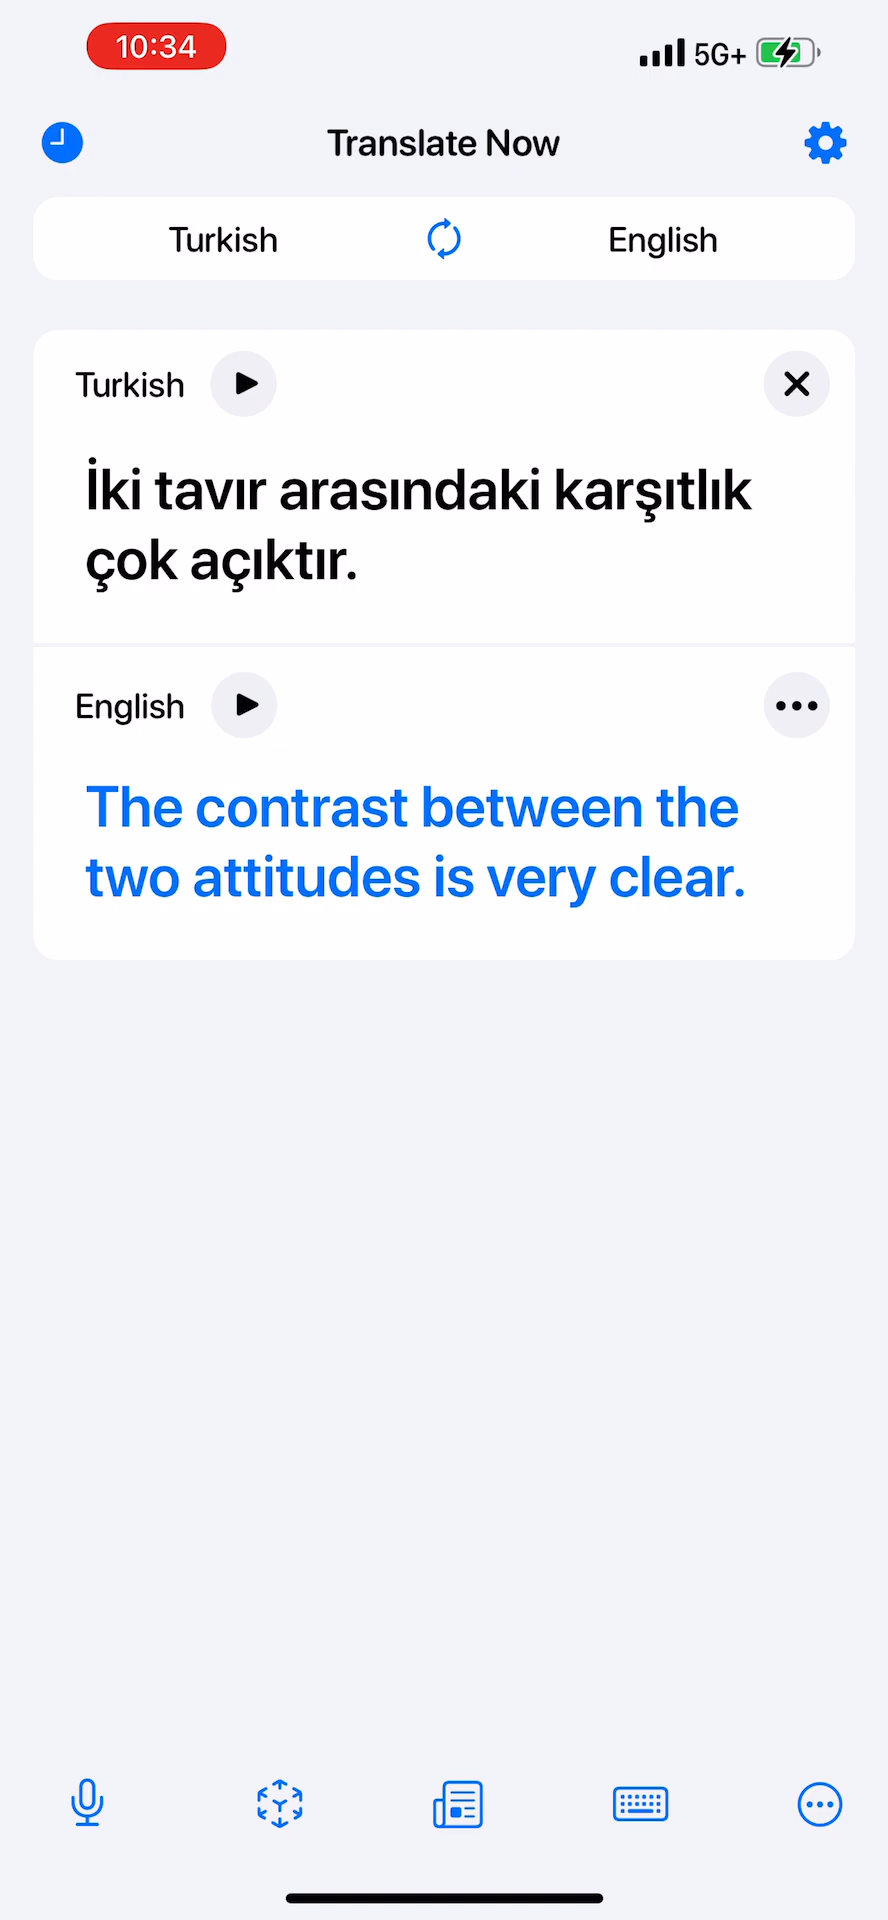 10:34
5G+
Translate Now
Turkish
English
Turkish
İki tavır arasındaki karşıtlık
çok açıktır.
English
The contrast between the
two attitudes is very clear.